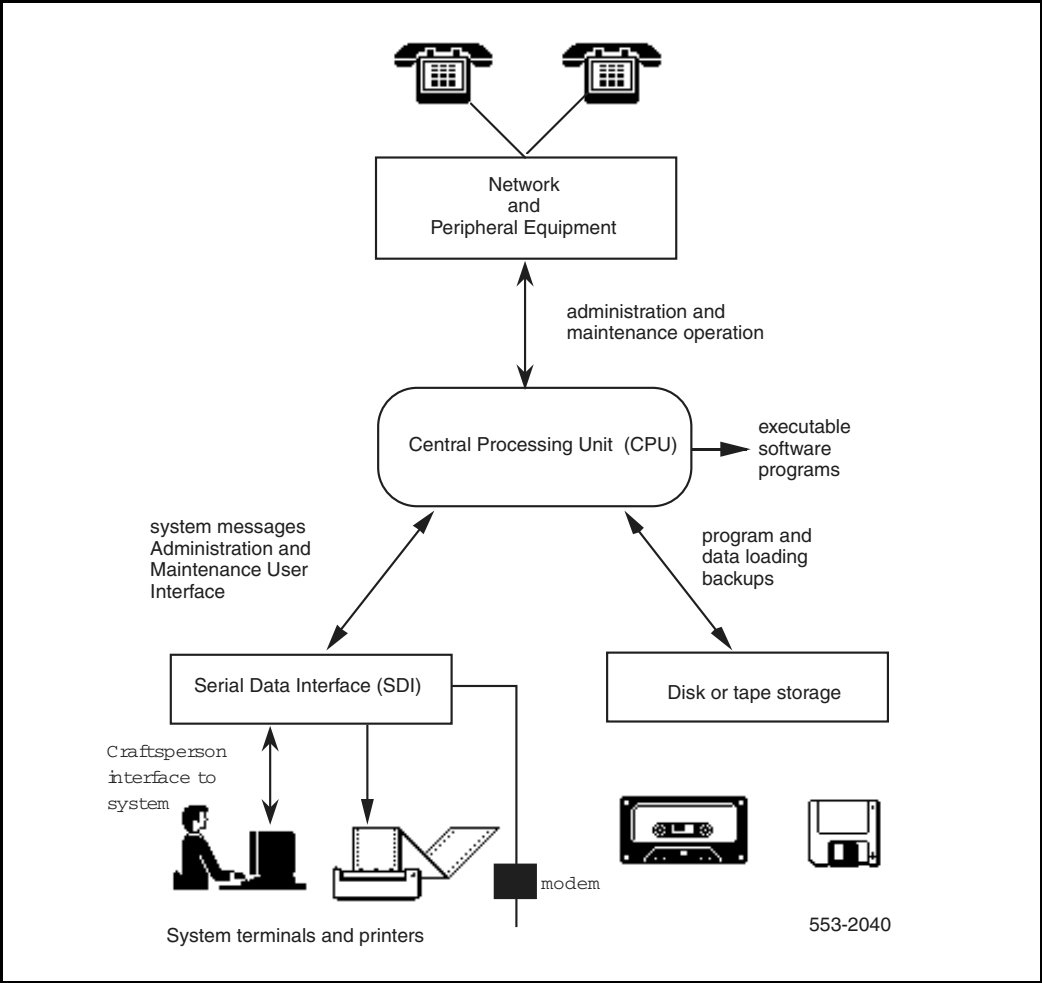 Network
and
Peripheral Equipment
administration and
maintenance operation
Central Processing Unit (CPU)
executable
software
programs
system messages
Administration and
Maintenance User
Interface
program and
data loading
backups
Serial Data Interface (SDI)
Disk or tape storage
Craftsperson
interface to
system
modem
System terminals and printers
553-2040